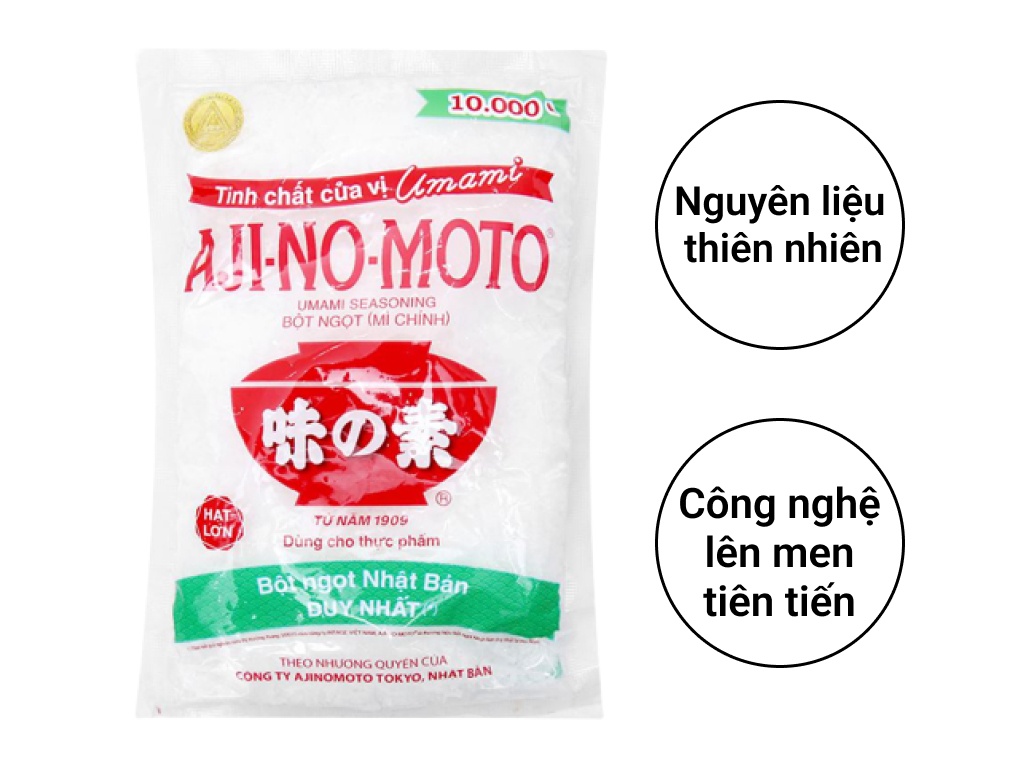 10.000
Tinh chất của vị Umami
AJI-NO-MOTO®
UMAMI SEASONING
BỘT NGỌT (MÌ CHÍNH)
味の素
®
TỪ NĂM 1909
Dùng cho thực phẩm
HẠT
LỚN
Bột ngọt Nhật Bản
DUY NHẤT(*)
THEO NHƯỢNG QUYỀN CỦA
CÔNG TY AJINOMOTO TOKYO, NHẬT BẢN
Nguyên liệu
thiên nhiên
Công nghệ
lên men
tiên tiến